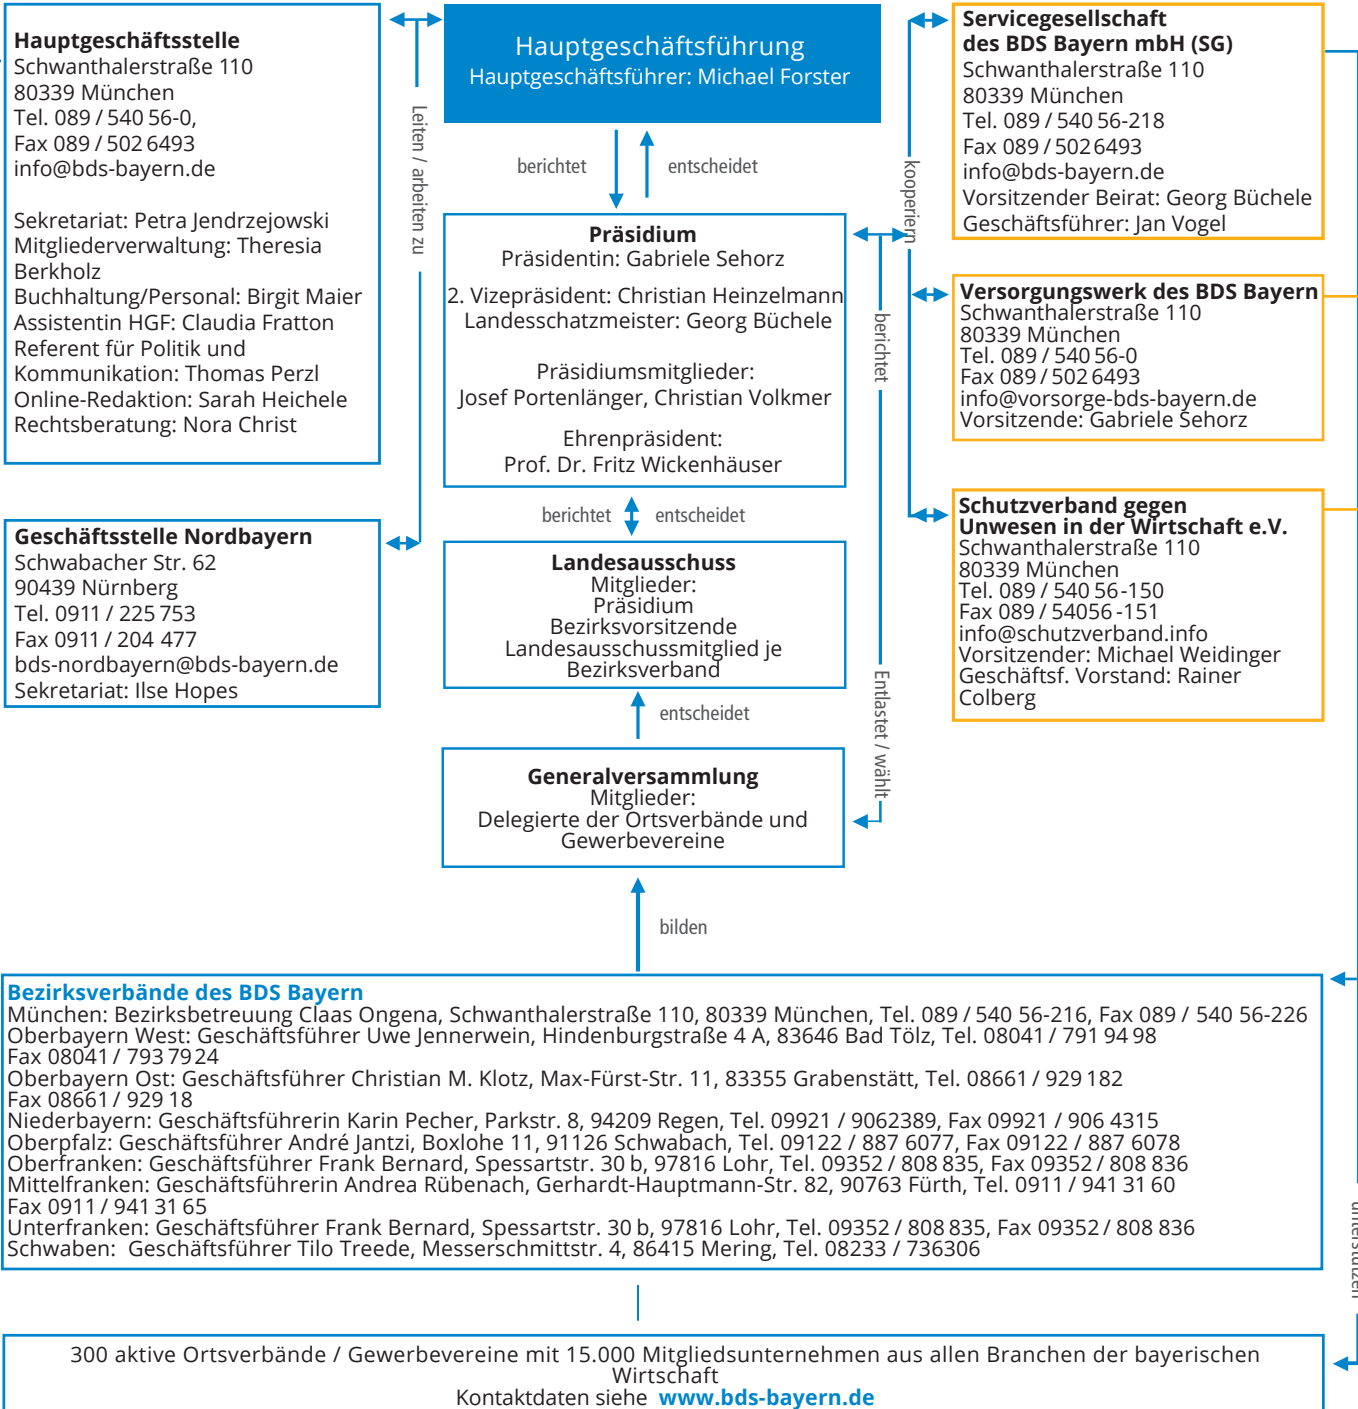 Hauptgeschäftsstelle
Schwanthalerstraße 110
80339 München
Tel. 089 / 540 56-0,
Fax 089 / 502 6493
info@bds-bayern.de
Sekretariat: Petra Jendrzejowski
Mitgliederverwaltung: Theresia
Berkholz
Buchhaltung/Personal: Birgit Maier
Assistentin HGF: Claudia Fratton
Referent für Politik und
Kommunikation: Thomas Perzl
Online-Redaktion: Sarah Heichele
Rechtsberatung: Nora Christ
Geschäftsstelle Nordbayern
Schwabacher Str. 62
90439 Nürnberg
Tel. 0911 / 225 753
Fax 0911 / 204 477
bds-nordbayern@bds-bayern.de
Sekretariat: Ilse Hopes
Leiten / arbeiten zu
Hauptgeschäftsführung
Hauptgeschäftsführer: Michael Forster
berichtet entscheidet
Präsidium
Präsidentin: Gabriele Sehorz
2. Vizepräsident: Christian Heinzelmann
Landesschatzmeister: Georg Büchele
Präsidiumsmitglieder:
Josef Portenlänger, Christian Volkmer
Ehrenpräsident:
Prof. Dr. Fritz Wickenhäuser
berichtet entscheidet
Landesausschuss
Mitglieder:
Präsidium
Bezirksvorsitzende
Landesausschussmitglied je
Bezirksverband
entscheidet
Generalversammlung
Mitglieder:
Delegierte der Ortsverbände und
Gewerbevereine
bilden
kooperiern
berichtet
Entlastet / wählt
Servicegesellschaft
des BDS Bayern mbH (SG)
Schwanthalerstraße 110
80339 München
Tel. 089 / 540 56-218
Fax 089 / 5026493
info@bds-bayern.de
Vorsitzender Beirat: Georg Büchele
Geschäftsführer: Jan Vogel
Versorgungswerk des BDS Bayern
Schwanthalerstraße 110
80339 München
Tel. 089 / 540 56-0
Fax 089 / 502 6493
info@vorsorge-bds-bayern.de
Vorsitzende: Gabriele Sehorz
Schutzverband gegen
Unwesen in der Wirtschaft e.V.
Schwanthalerstraße 110
80339 München
Tel. 089 / 540 56 -150
Fax 089 / 54056 -151
info@schutzverband.info
Vorsitzender: Michael Weidinger
Geschäftsf. Vorstand: Rainer
Colberg
Bezirksverbände des BDS Bayern
München: Bezirksbetreuung Claas Ongena, Schwanthalerstraße 110, 80339 München, Tel. 089 / 540 56-216, Fax 089 / 540 56-226
Oberbayern West: Geschäftsführer Uwe Jennerwein, Hindenburgstraße 4 A, 83646 Bad Tölz, Tel. 08041 / 791 94 98
Fax 08041 / 793 79 24
Oberbayern Ost: Geschäftsführer Christian M. Klotz, Max-Fürst-Str. 11, 83355 Grabenstätt, Tel. 08661 / 929 182
Fax 08661 / 929 18
Niederbayern: Geschäftsführerin Karin Pecher, Parkstr. 8, 94209 Regen, Tel. 09921 / 9062389, Fax 09921 / 906 4315
Oberpfalz: Geschäftsführer André Jantzi, Boxlohe 11, 91126 Schwabach, Tel. 09122 / 887 6077, Fax 09122 / 887 6078
Oberfranken: Geschäftsführer Frank Bernard, Spessartstr. 30 b, 97816 Lohr, Tel. 09352 / 808 835, Fax 09352 / 808 836
Mittelfranken: Geschäftsführerin Andrea Rübenach, Gerhardt-Hauptmann-Str. 82, 90763 Fürth, Tel. 0911 / 941 31 60
Fax 0911 / 941 31 65
Unterfranken: Geschäftsführer Frank Bernard, Spessartstr. 30 b, 97816 Lohr, Tel. 09352 / 808 835, Fax 09352 / 808 836
Schwaben: Geschäftsführer Tilo Treede, Messerschmittstr. 4, 86415 Mering, Tel. 08233 / 736306
unterstützen
300 aktive Ortsverbände / Gewerbevereine mit 15.000 Mitgliedsunternehmen aus allen Branchen der bayerischen
Wirtschaft
Kontaktdaten siehe www.bds-bayern.de